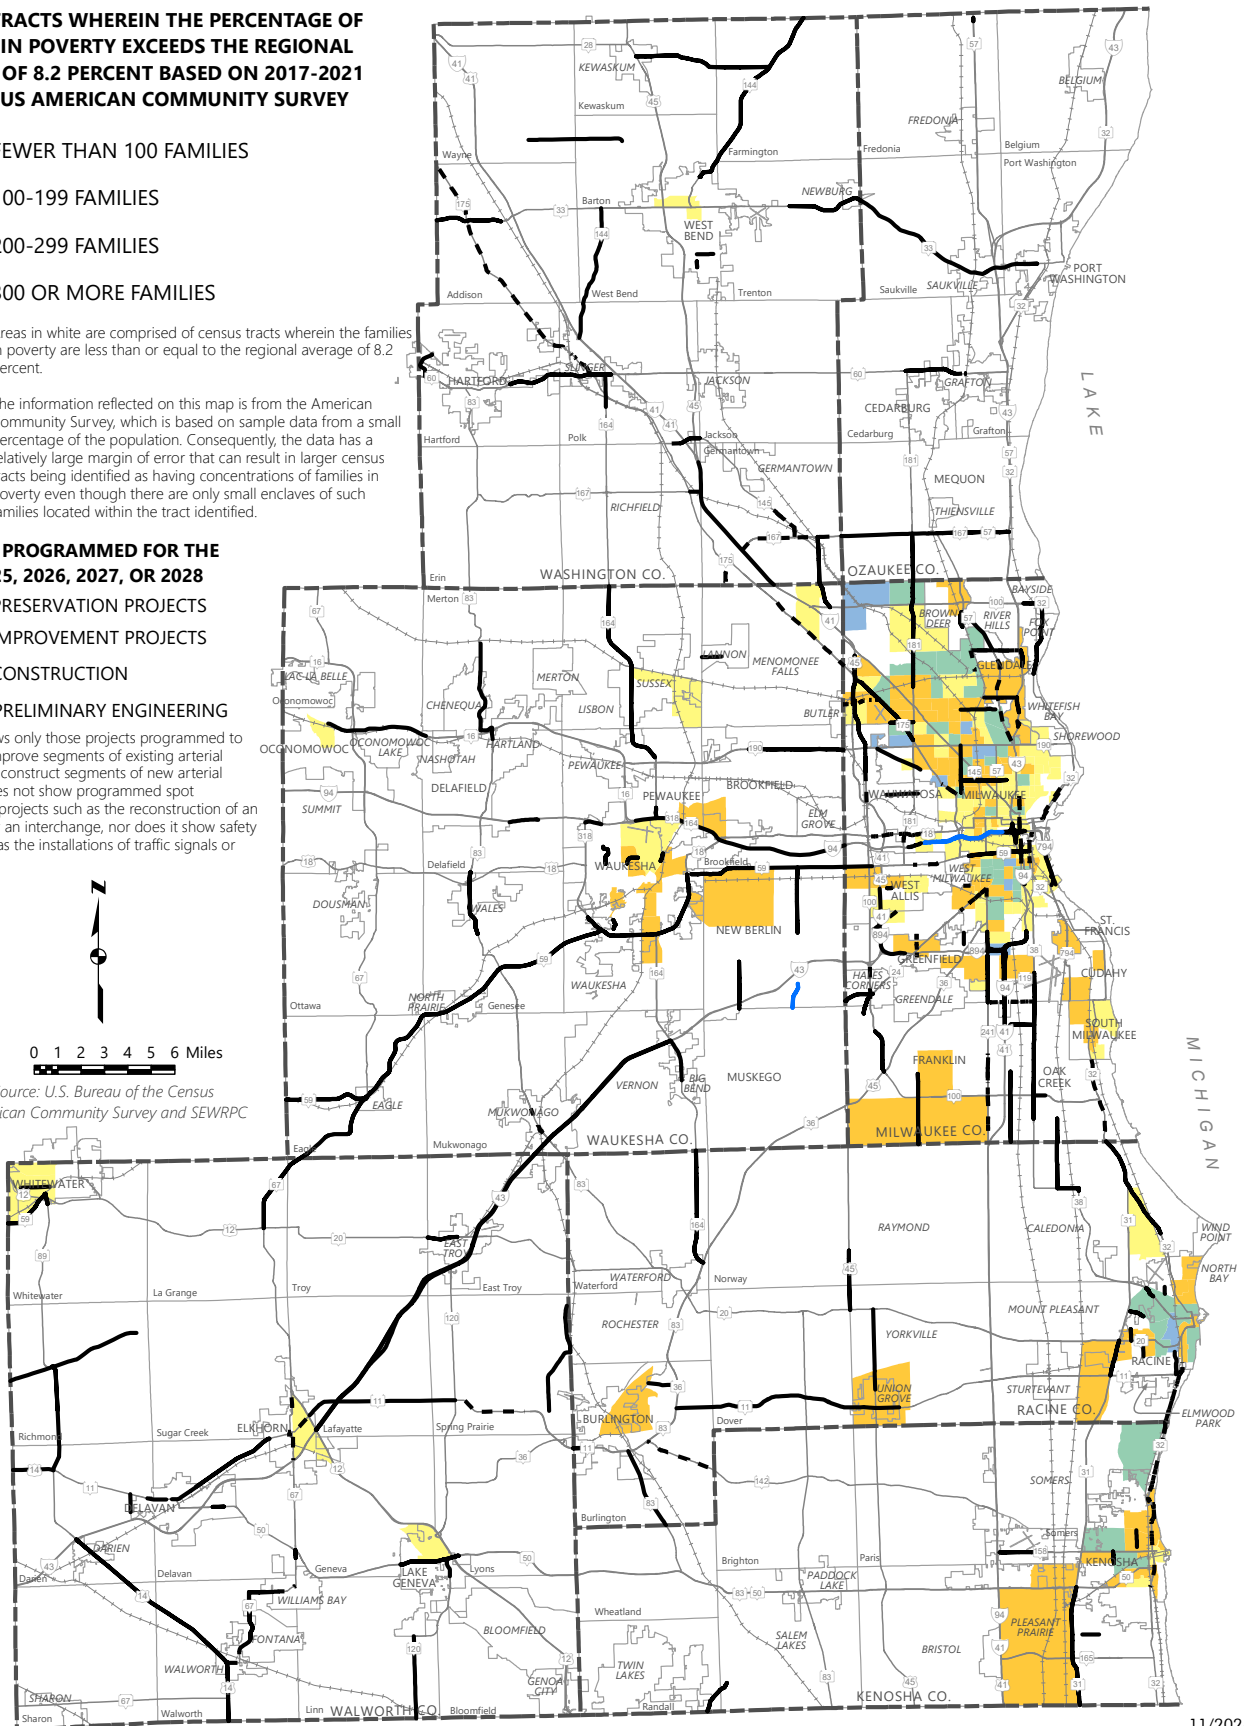 TRACTS WHEREIN THE PERCENTAGE OF
IN POVERTY EXCEEDS THE REGIONAL
OF 8.2 PERCENT BASED ON 2017-2021
US AMERICAN COMMUNITY SURVEY
FEWER THAN 100 FAMILIES
100-199 FAMILIES
200-299 FAMILIES
300 OR MORE FAMILIES
reas in white are comprised of census tracts wherein the families
n poverty are less than or equal to the regional average of 8.2
ercent.
he information reflected on this map is from the American
ommunity Survey, which is based on sample data from a small
ercentage of the population. Consequently, the data has a
elatively large margin of error that can result in larger census
racts being identified as having concentrations of families in
overty even though there are only small enclaves of such
amilies located within the tract identified.
PROGRAMMED FOR THE
25, 2026, 2027, OR 2028
PRESERVATION PROJECTS
IMPROVEMENT PROJECTS
CONSTRUCTION
PRELIMINARY ENGINEERING
ws only those projects programmed to
mprove segments of existing arterial
construct segments of new arterial
es not show programmed spot
projects such as the reconstruction of an
r an interchange, nor does it show safety
as the installations of traffic signals or
N
0 1 2 3 4 5 6 Miles
ource: U.S. Bureau of the Census
ican Community Survey and SEWRPC
KEWASKUM
Kewaskum
Wayne
Farmington
Fredonia
FREDONIA
BELGIUM
Belgium
Port Washington
Barton
NEWBURG
WEST
BEND
Addison
West Bend
Trenton
Saukville
SAUKVILLE
PORT
WASHINGTON
HARTFORD
SLINGER
JACKSON
GRAFTON
CEDARBURG
Hartford
Polk
Jackson
Germantown
Cedarburg
Grafton
GERMANTOWN
MEQUON
RICHFIELD
THIENSVILLE
Erin
WASHINGTON CO.
OZAUKEE CO.
LAKE
MICHIGAN
Merton
BAYSIDE
BROWN
DEER
RIVER
HILLS
FOX
POINT
LAC LA BELLE
Oconomowoc
LANNON
MENOMONEE
FALLS
GLENDALE
MERTON
SUSSEX
CHENEQUA
LISBON
BUTLER
WHITEFISH
BAY
OCONOMOWOC
OCONOMOWOC
LAKE
HARTLAND
NASHOTAH
SHOREWOOD
PEWAUKEE
DELAFIELD
PEWAUKEE
BROOKFIELD
WAUWATOSA
MILWAUKEE
SUMMIT
ELM
GROVE
Delafield
WAUKESHA
Brookfield
WEST
MILWAUKEE
WEST
ALLIS
DOUSMAN
WALES
NEW BERLIN
ST.
FRANCIS
GREENFIELD
CUDAHY
WAUKESHA
HALES
CORNERS
GREENDALE
Ottawa
NORTH
PRAIRIE
Genesee
SOUTH
MILWAUKEE
FRANKLIN
OAK
CREEK
VERNON
BIG
BEND
MUSKEGO
EAGLE
MUKWONAGO
Eagle
Mukwonago
WAUKESHA CO.
MILWAUKEE CO.
WHITEWATER
RAYMOND
CALEDONIA
WIND
POINT
EAST
TROY
WATERFORD
NORTH
BAY
Whitewater
La Grange
Troy
East Troy
Waterford
Norway
ROCHESTER
MOUNT PLEASANT
YORKVILLE
RACINE
STURTEVANT
UNION
GROVE
RACINE CO.
ELMWOOD
PARK
Richmond
Sugar Creek
ELKHORN
Lafayette
Spring Prairie
BURLINGTON
Dover
SOMERS
DELAVAN
Burlington
DARIEN
Darien
Delavan
Geneva
LAKE
GENEVA
Lyons
Brighton
Paris
Somers
KENOSHA
PADDOCK
LAKE
WILLIAMS BAY
Wheatland
FONTANA
BLOOMFIELD
SALEM
LAKES
PLEASANT
PRAIRIE
BRISTOL
WALWORTH
TWIN
LAKES
GENOA
CITY
SHARON
Sharon
Walworth
Linn
WALWORTH CO.
Bloomfield
Randall
KENOSHA CO.
11/202